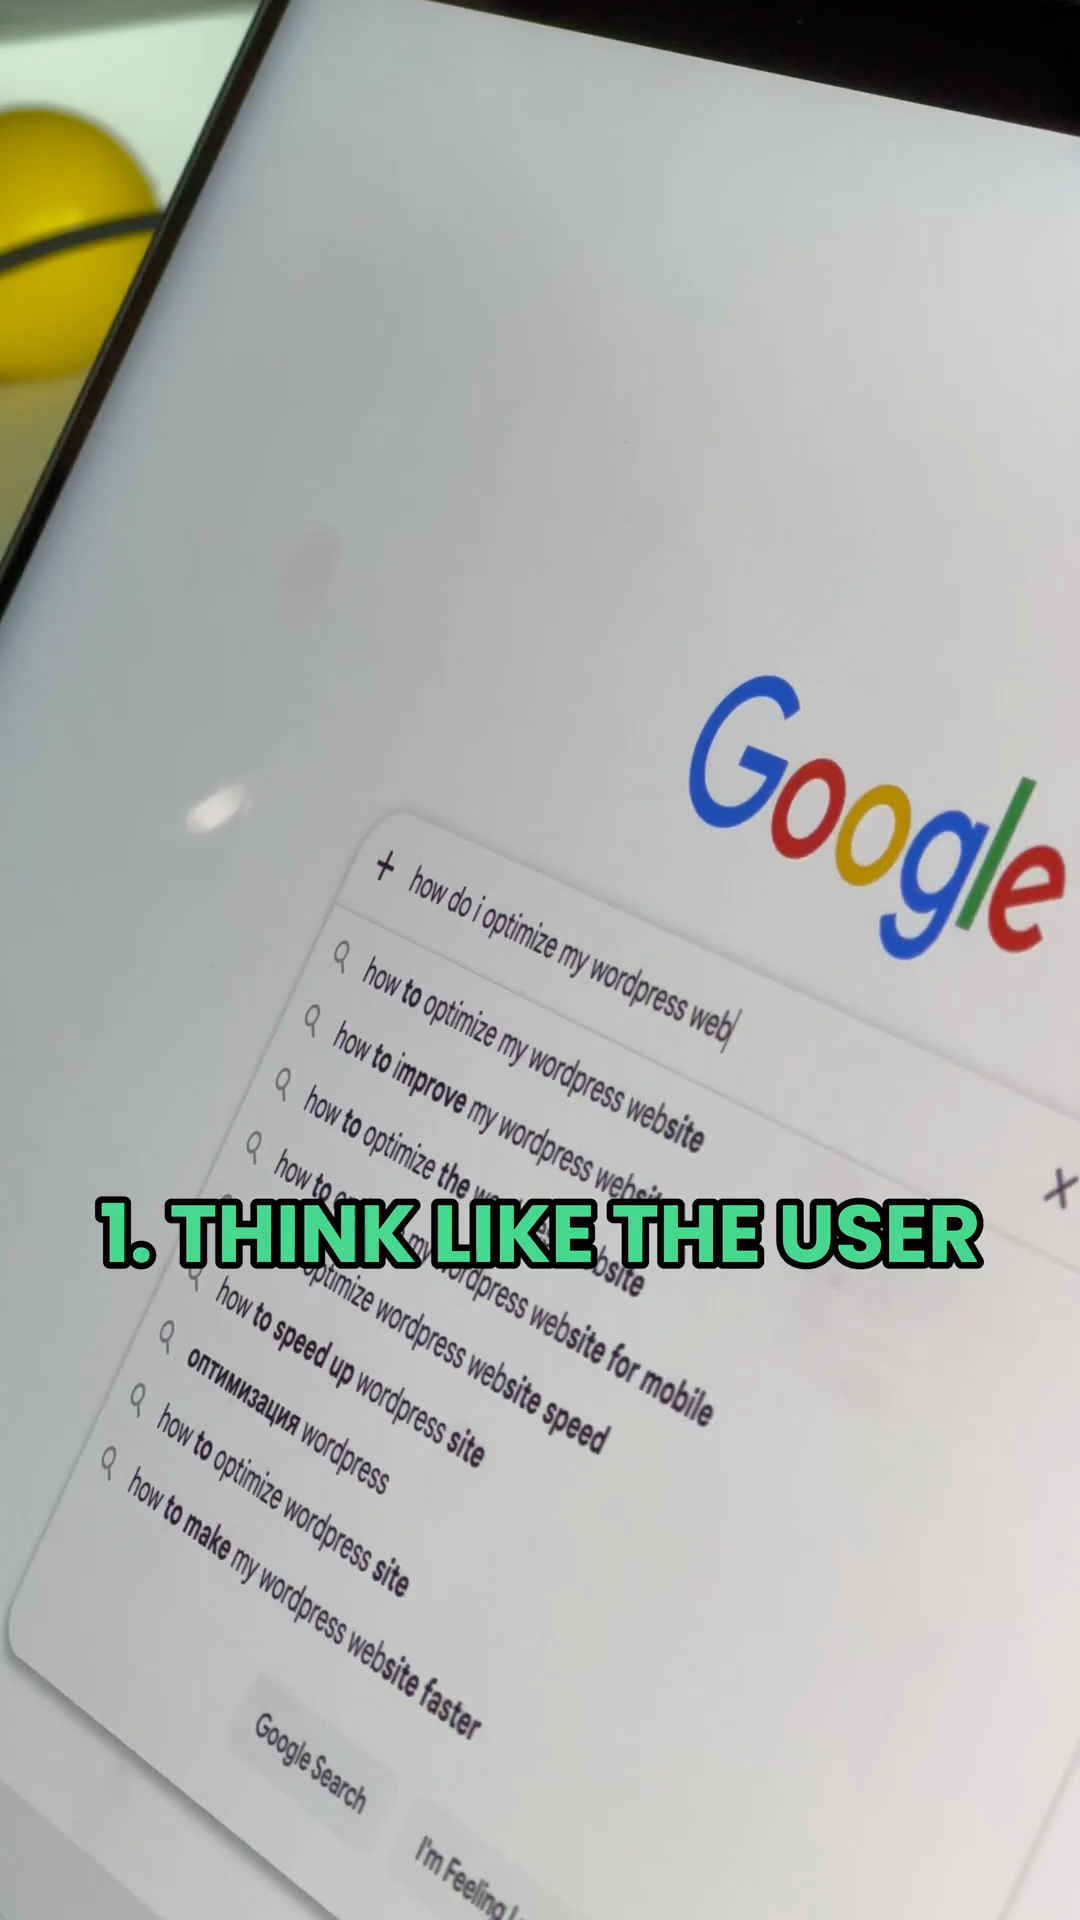 Google
+ how do i optimize my wordpress web
how to optimize my wordpress website
how to improve my wordpress
how to optimize the website
how to my wordpress website for mobile
optimize wordpress website speed
how to speed up wordpress site
оптимизация wordpress
how to optimize wordpress site
how to make my wordpress website faster
Google Search
I'm Feeling
1. THINK LIKE THE USER